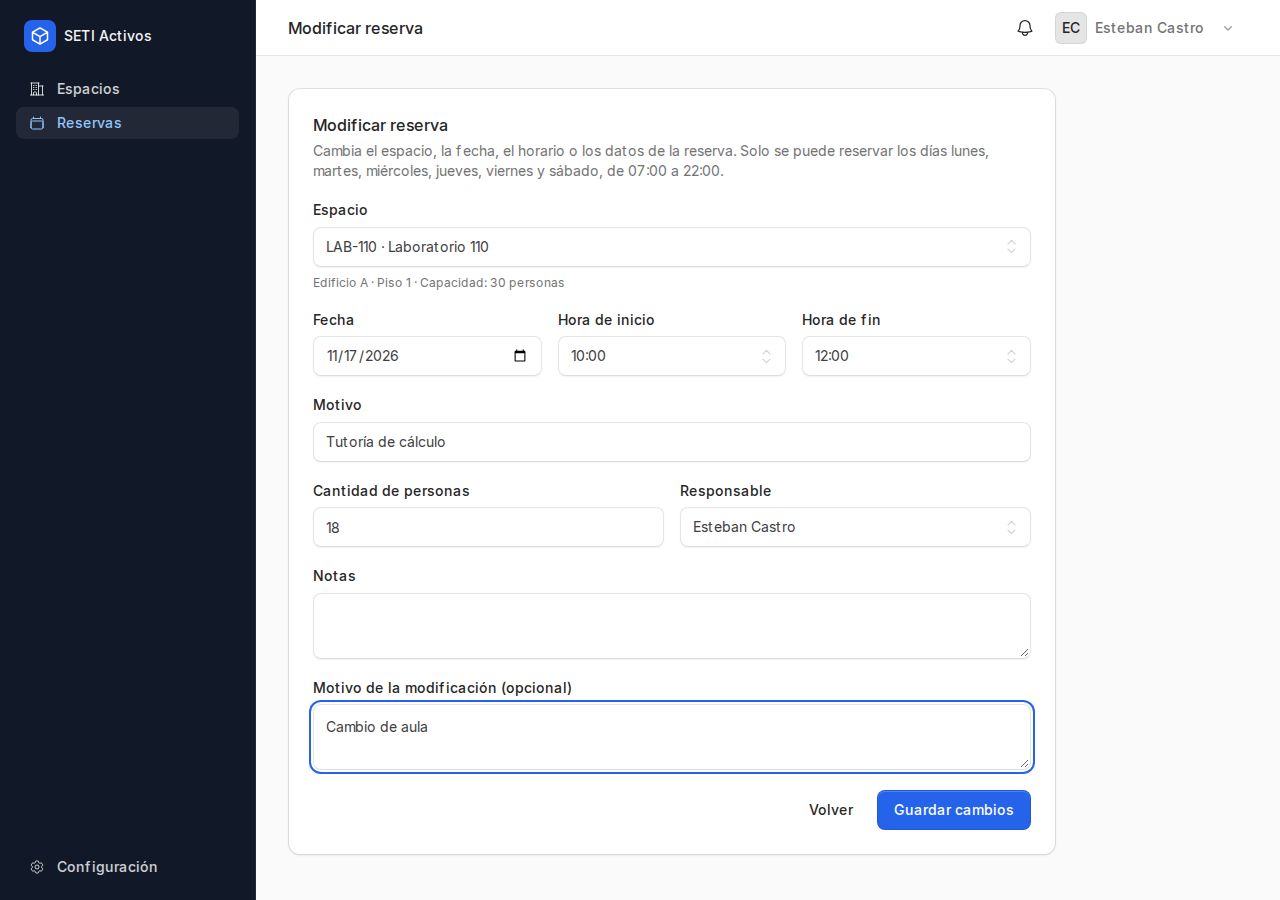 SETI Activos
Modificar reserva
EC
Esteban Castro
Espacios
Reservas
Modificar reserva
Cambia el espacio, la fecha, el horario o los datos de la reserva. Solo se puede reservar los días lunes,
martes, miércoles, jueves, viernes y sábado, de 07:00 a 22:00.
Espacio
LAB-110 · Laboratorio 110
Edificio A · Piso 1 · Capacidad: 30 personas
Fecha
Hora de inicio
Hora de fin
11/17/2026
10:00
12:00
Motivo
Tutoría de cálculo
Cantidad de personas
Responsable
18
Esteban Castro
Notas
Motivo de la modificación (opcional)
Cambio de aula
Volver
Guardar cambios
Configuración